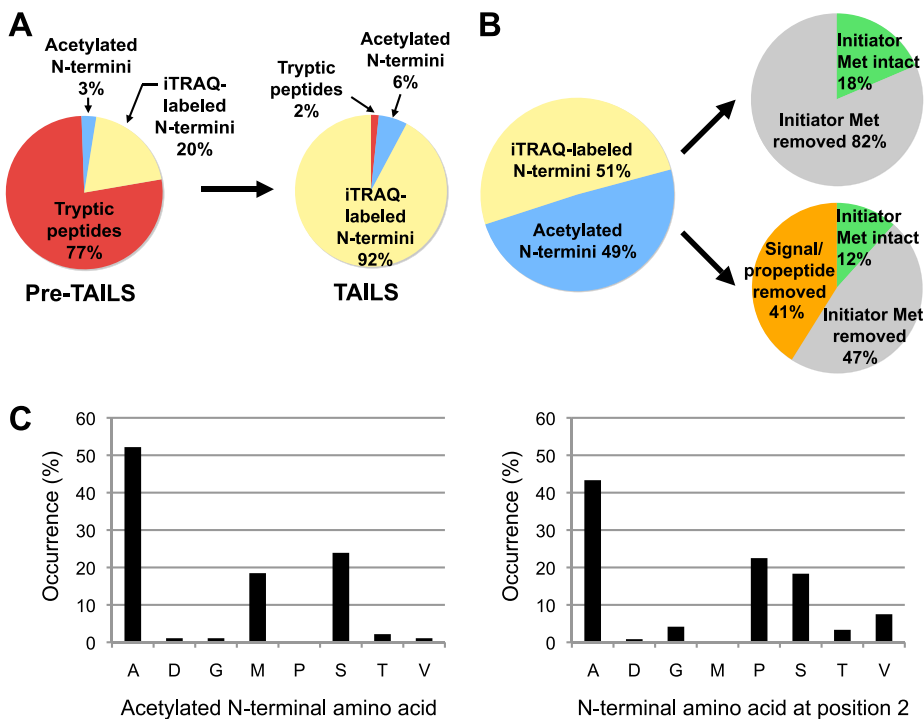 A
Acetylated
N-termini
3%
iTRAQ-
labeled
N-termini
20%
Tryptic
peptides
77%
Pre-TAILS
Tryptic
peptides
2%
Acetylated
N-termini
6%
iTRAQ-
labeled
N-termini
92%
TAILS
B
iTRAQ-labeled
N-termini 51%
Acetylated
N-termini 49%
Initiator
Met intact
18%
Initiator Met
removed 82%
Signal/
propeptide
removed
41%
Initiator
Met intact
12%
Initiator Met
removed
47%
C
Occurrence (%)
60
50
40
30
20
10
0
A D G M P S T V
Acetylated N-terminal amino acid
Occurrence (%)
60
50
40
30
20
10
0
A D G M P S T V
N-terminal amino acid at position 2